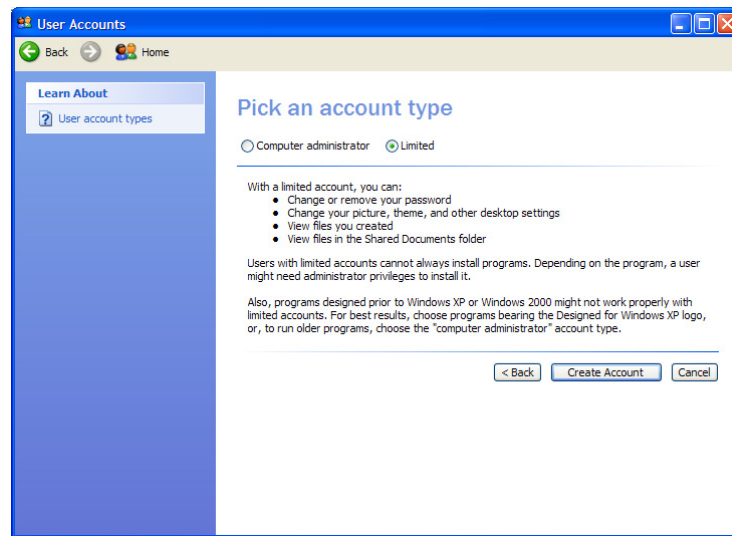 User Accounts
Back
Home
Learn About
User account types
Pick an account type
Computer administrator
Limited
With a limited account, you can:
• Change or remove your password
• Change your picture, theme, and other desktop settings
• View files you created
• View files in the Shared Documents folder
Users with limited accounts cannot always install programs. Depending on the program, a user
might need administrator privileges to install it.
Also, programs designed prior to Windows XP or Windows 2000 might not work properly with
limited accounts. For best results, choose programs bearing the Designed for Windows XP logo,
or, to run older programs, choose the "computer administrator" account type.
< Back
Create Account
Cancel